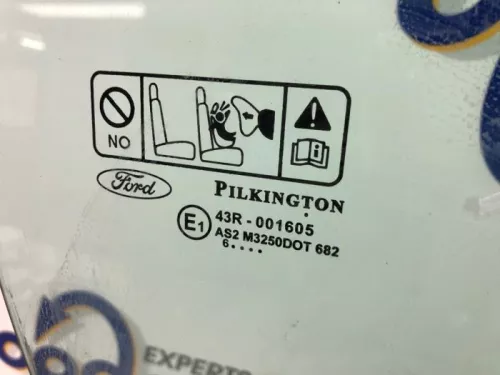 NO
Ford
PILKINGTON
E1
43R - 001605
AS2 M3250DOT 682
6....
EXPERTS